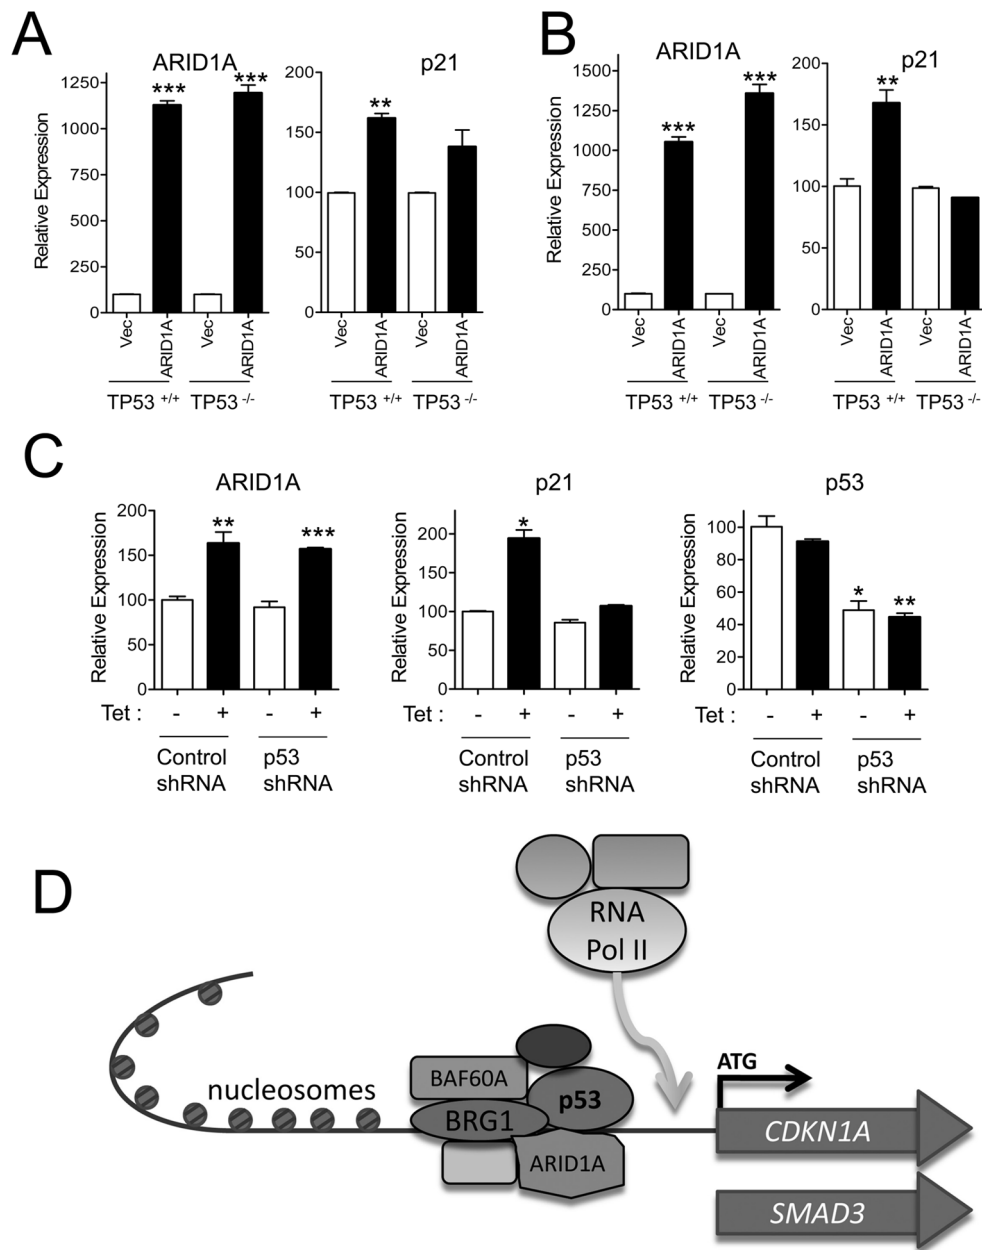 A
B
ARID1A
p21
ARID1A
p21
Relative Expression
1250
1000
750
500
250
0
***
***
200
150
100
50
0
**
Relative Expression
1500
1250
1000
750
500
250
0
***
***
200
150
100
50
0
**
Vec
ARID1A
Vec
ARID1A
Vec
ARID1A
Vec
ARID1A
Vec
ARID1A
Vec
ARID1A
Vec
ARID1A
Vec
ARID1A
TP53 +/+ TP53 -/-
TP53 +/+ TP53 -/-
TP53 +/+ TP53 -/-
TP53 +/+ TP53 -/-
C
ARID1A
p21
p53
Relative Expression
200
150
100
50
0
**
***
Relative Expression
200
150
100
50
0
*
Relative Expression
100
80
60
40
20
0
*
**
Tet : - + - +
Tet : - + - +
Tet : - + - +
Control shRNA
p53 shRNA
Control shRNA
p53 shRNA
Control shRNA
p53 shRNA
D
RNA
Pol II
nucleosomes
BAF60A
p53
BRG1
ARID1A
ATG
CDKN1A
SMAD3